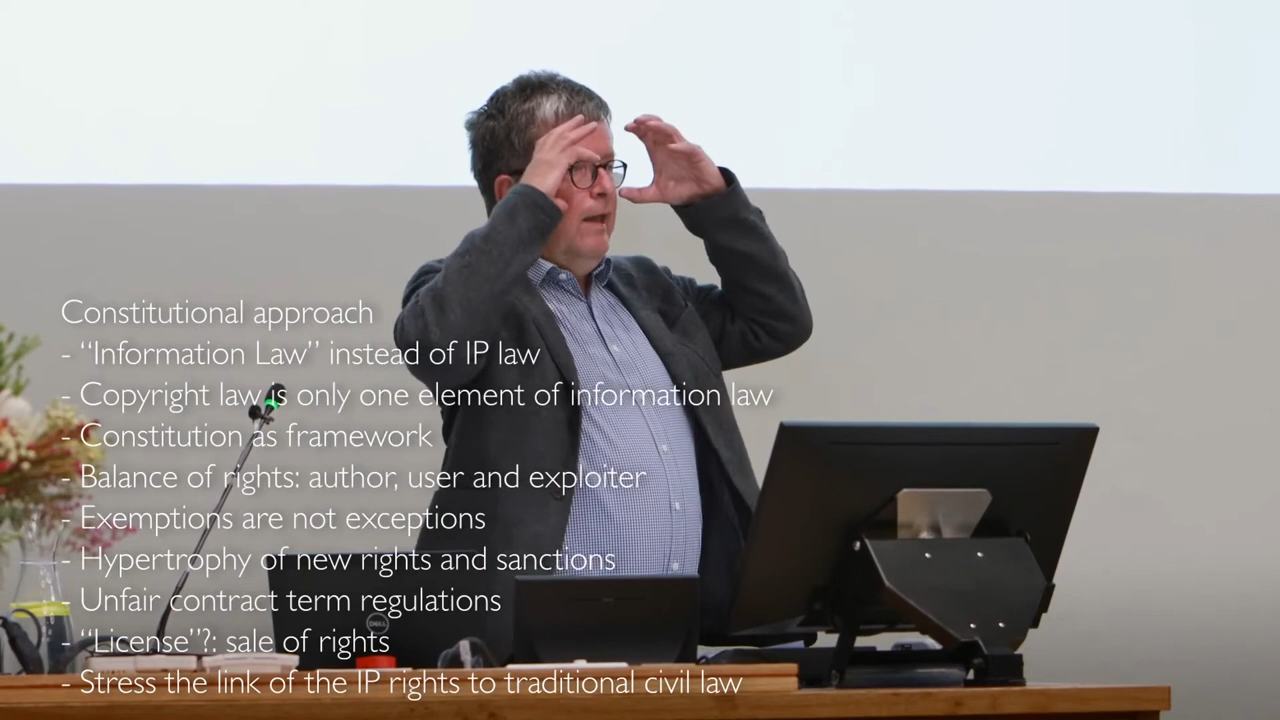 Constitutional approach
- “Information Law” instead of IP law
- Copyright law is only one element of information law
- Constitution as framework
- Balance of rights: author, user and exploiter
- Exemptions are not exceptions
- Hypertrophy of new rights and sanctions
- Unfair contract term regulations
DELL
- “License”?: sale of rights
- Stress the link of the IP rights to traditional civil law